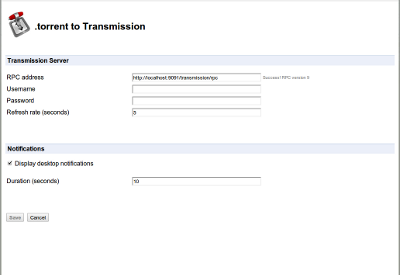 .torrent to Transmission
Transmission Server
RPC address http://localhost:9091/transmission/rpc Success! RPC version
Username
Password
Refresh rate (seconds) 5
Notifications
✔ Display desktop notifications
Duration (seconds) 10
Save Cancel